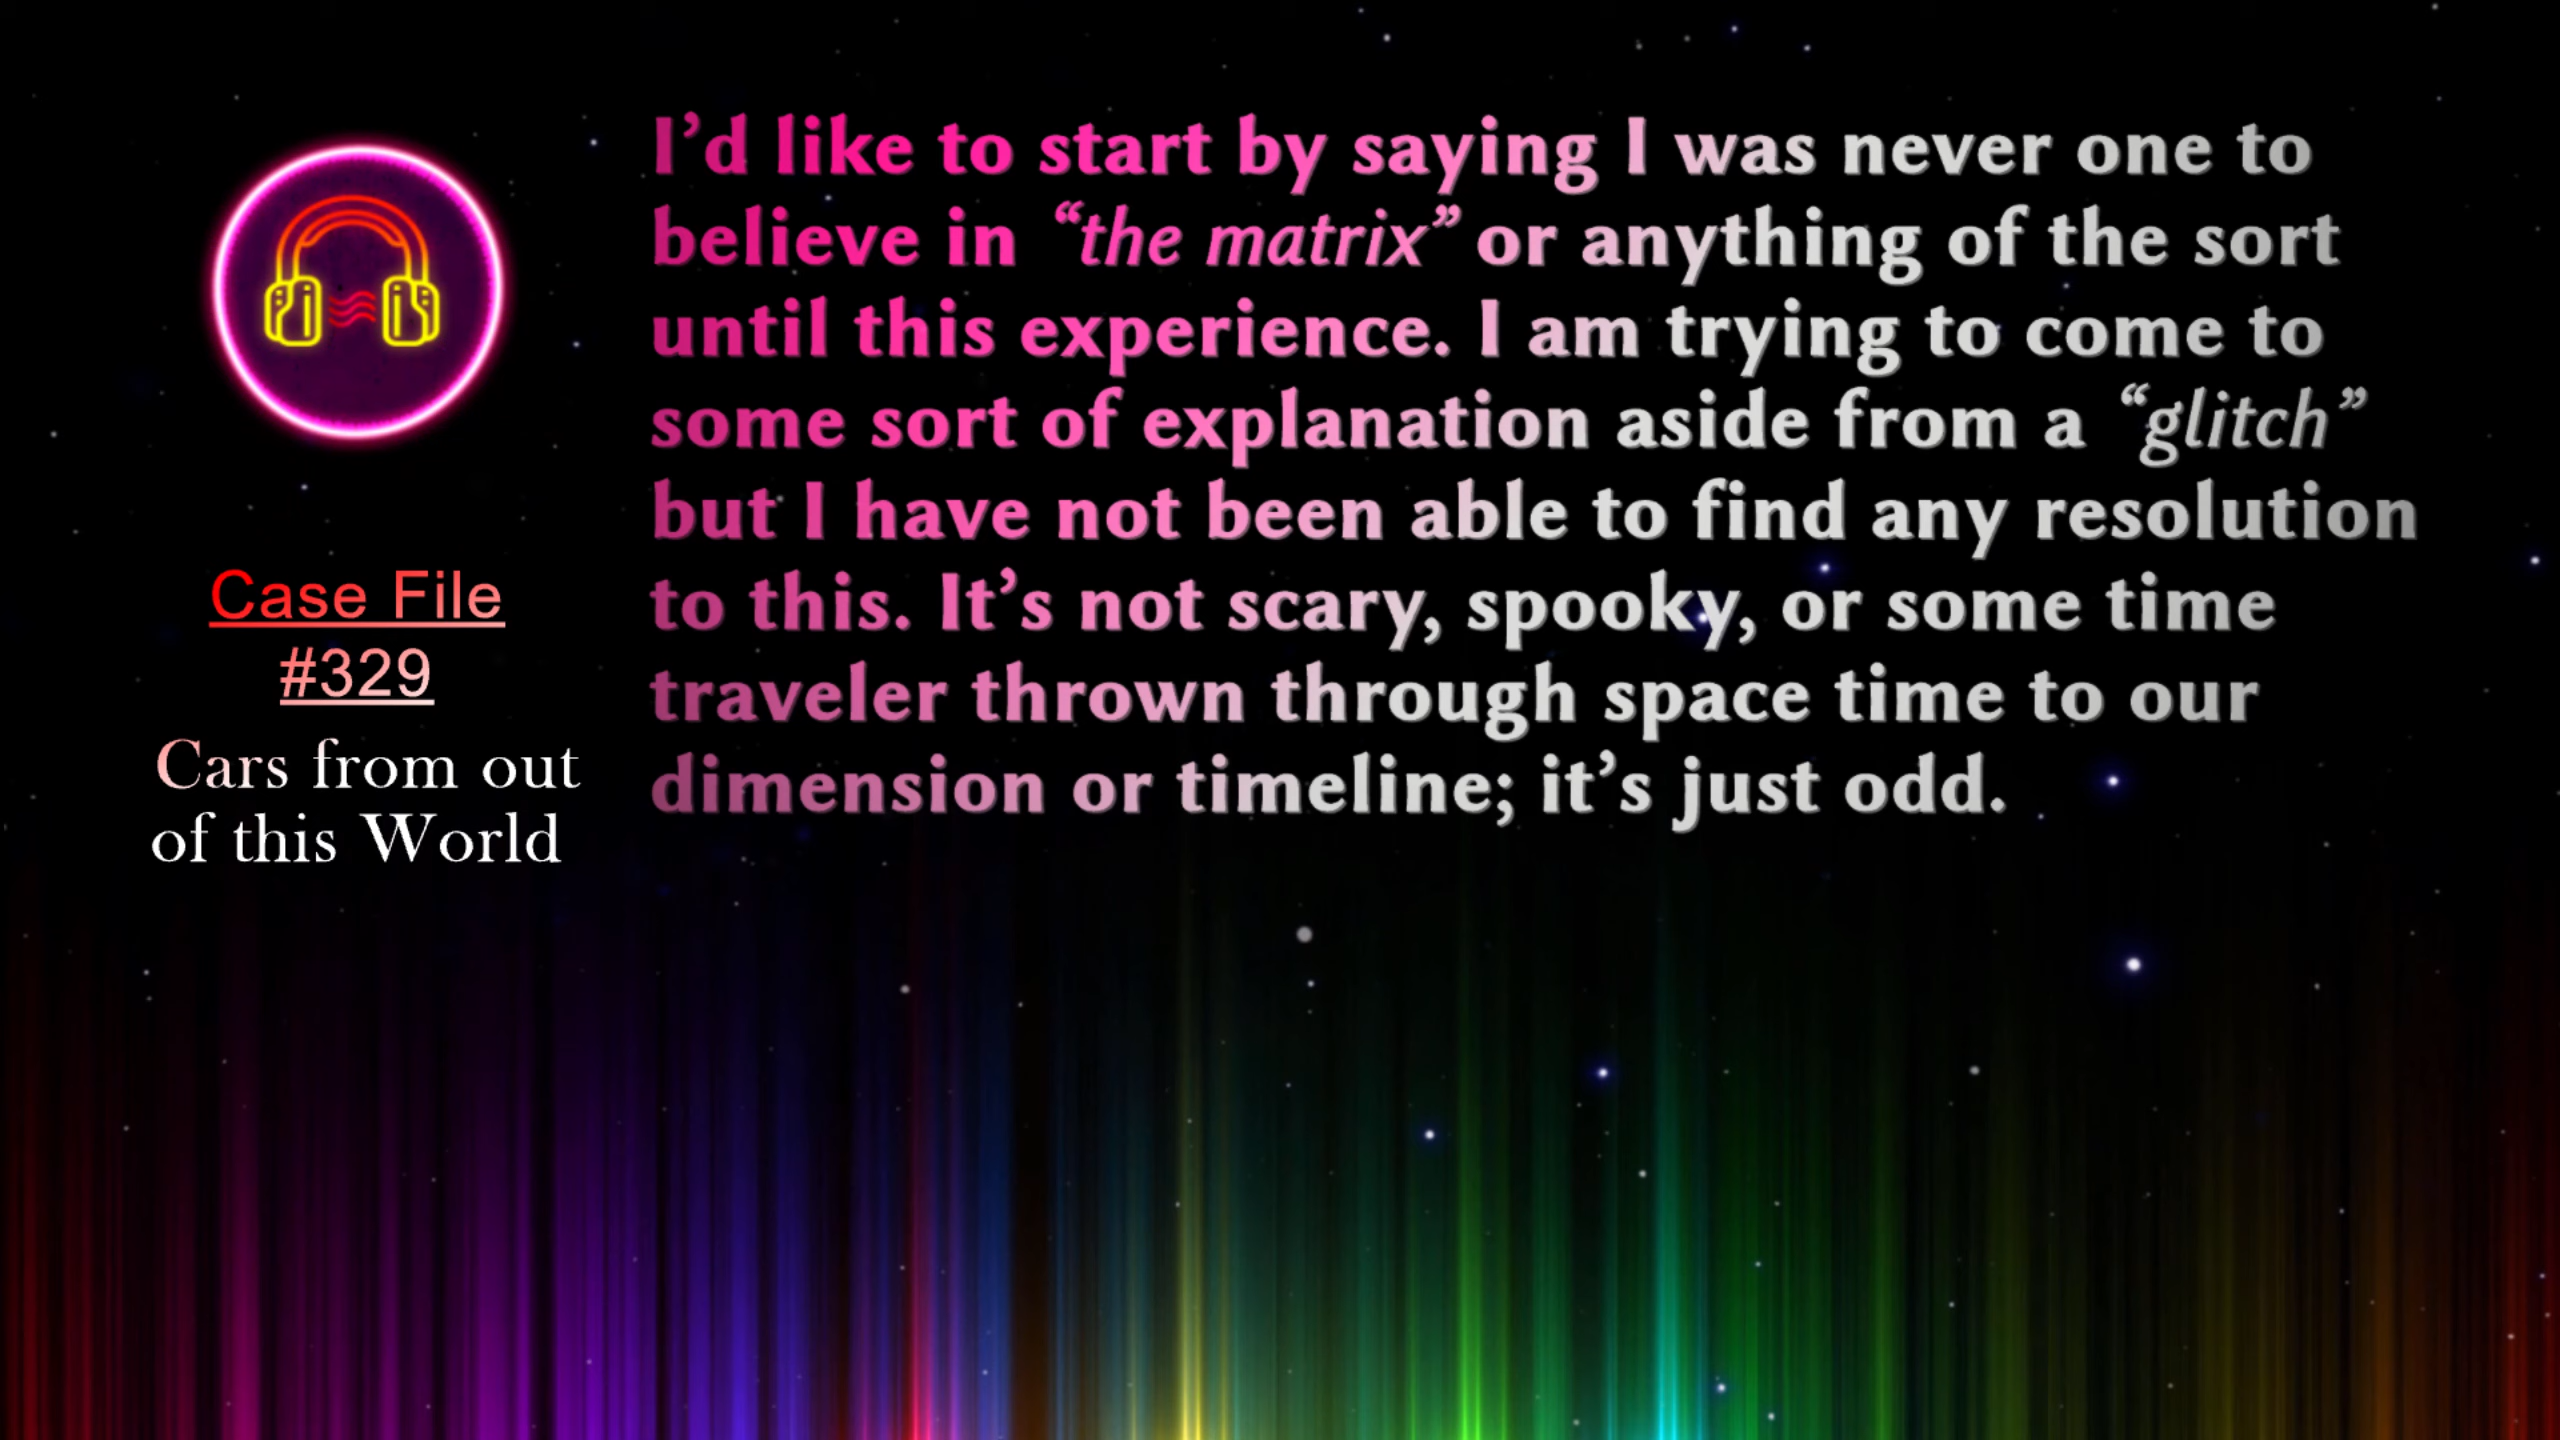 Case File
#329
Cars from out
of this World
I’d like to start by saying I was never one to
believe in “the matrix” or anything of the sort
until this experience. I am trying to come to
some sort of explanation aside from a “glitch”
but I have not been able to find any resolution
to this. It’s not scary, spooky, or some time
traveler thrown through space time to our
dimension or timeline; it’s just odd.